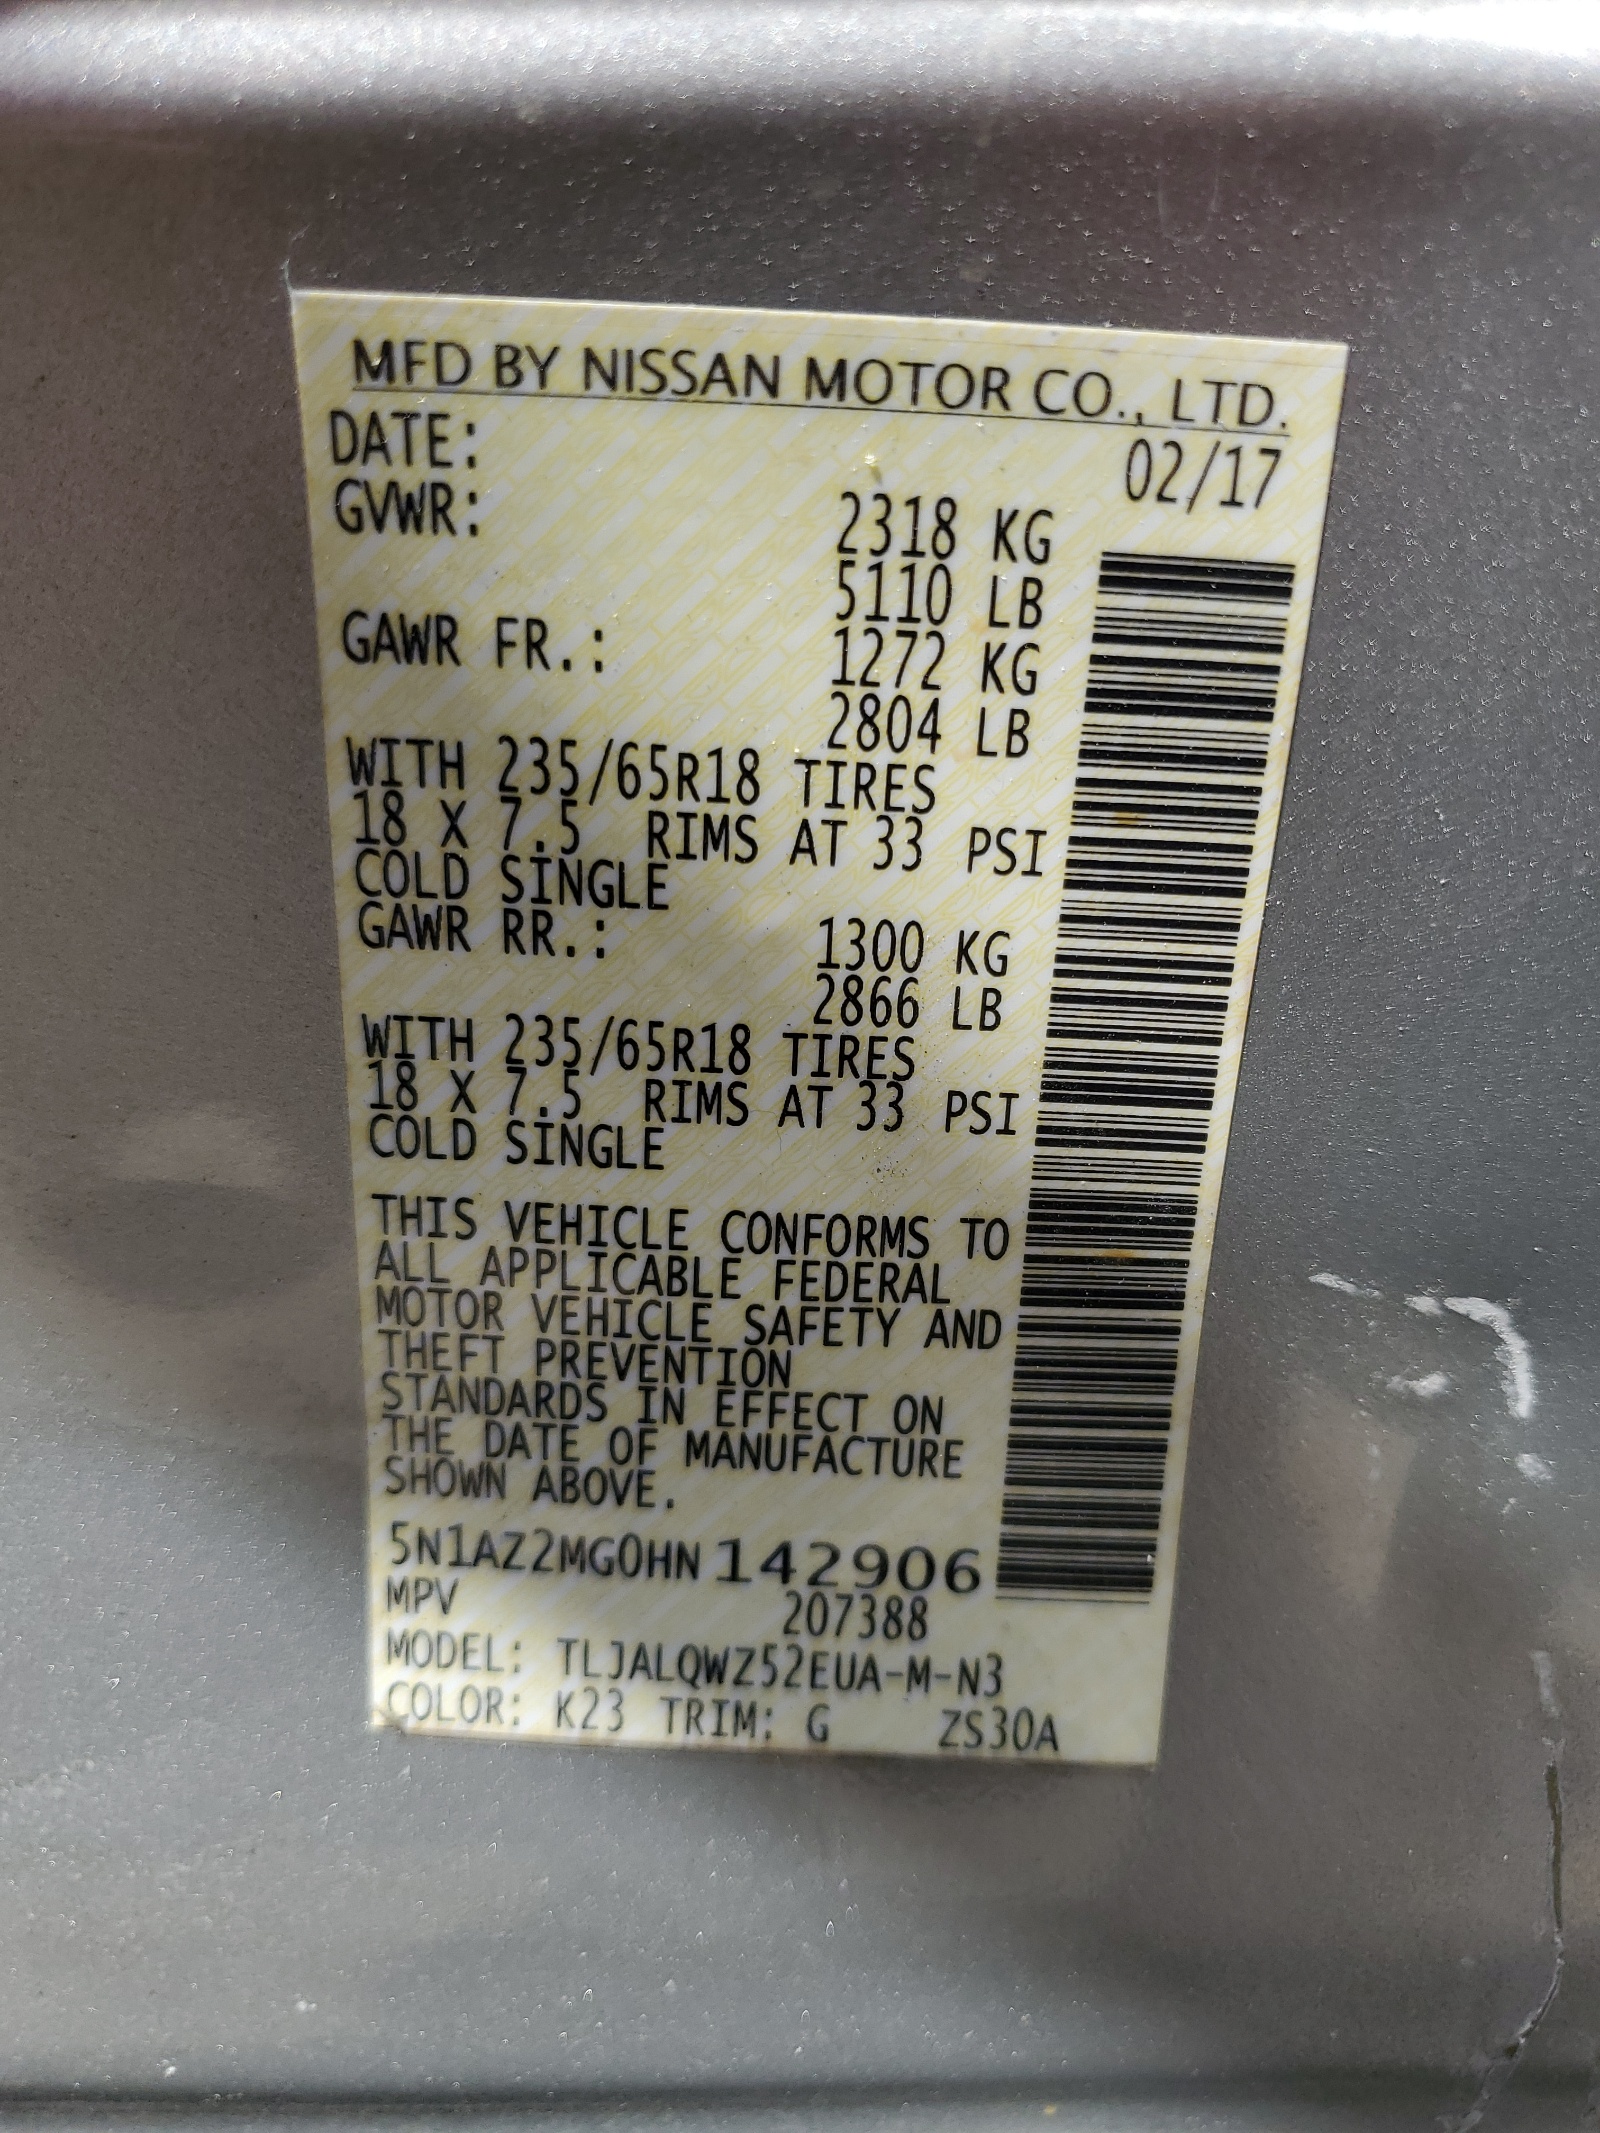 MFD BY NISSAN MOTOR CO., LTD.
DATE: 02/17
GVWR: 2318 KG
5110 LB
GAWR FR.: 1272 KG
2804 LB
WITH 235/65R18 TIRES
18 X 7.5 RIMS AT 33 PSI
COLD SINGLE
GAWR RR.: 1300 KG
2866 LB
WITH 235/65R18 TIRES
18 X 7.5 RIMS AT 33 PSI
COLD SINGLE
THIS VEHICLE CONFORMS TO
ALL APPLICABLE FEDERAL
MOTOR VEHICLE SAFETY AND
THEFT PREVENTION
STANDARDS IN EFFECT ON
THE DATE OF MANUFACTURE
SHOWN ABOVE.
5N1AZ2MG0HN142906
MPV 207388
MODEL: TLJALQWZ52EUA-M-N3
COLOR: K23 TRIM: G ZS30A